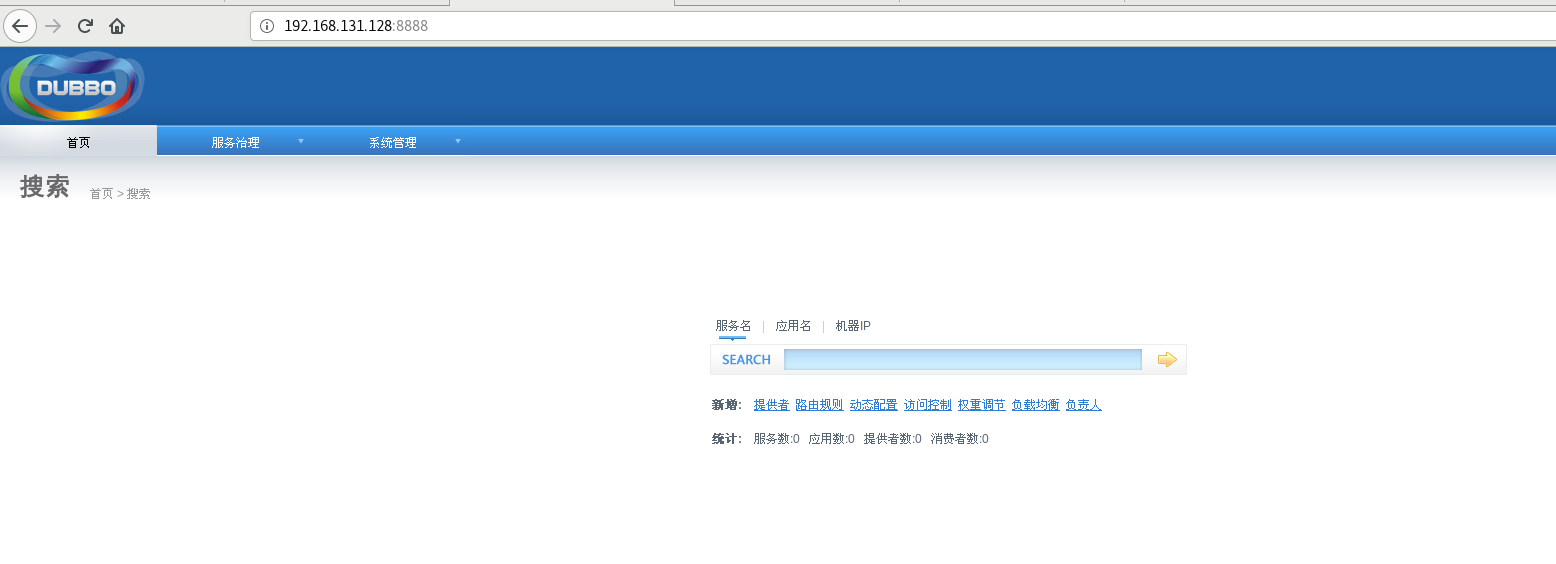 192.168.131.128:8888
DUBBO
首页 服务治理 系统管理
搜索 首页 > 搜索
服务名 | 应用名 | 机器IP
SEARCH
新增: 提供者 路由规则 动态配置 访问控制 权重调节 负载均衡 负责人
统计: 服务数:0 应用数:0 提供者数:0 消费者数:0